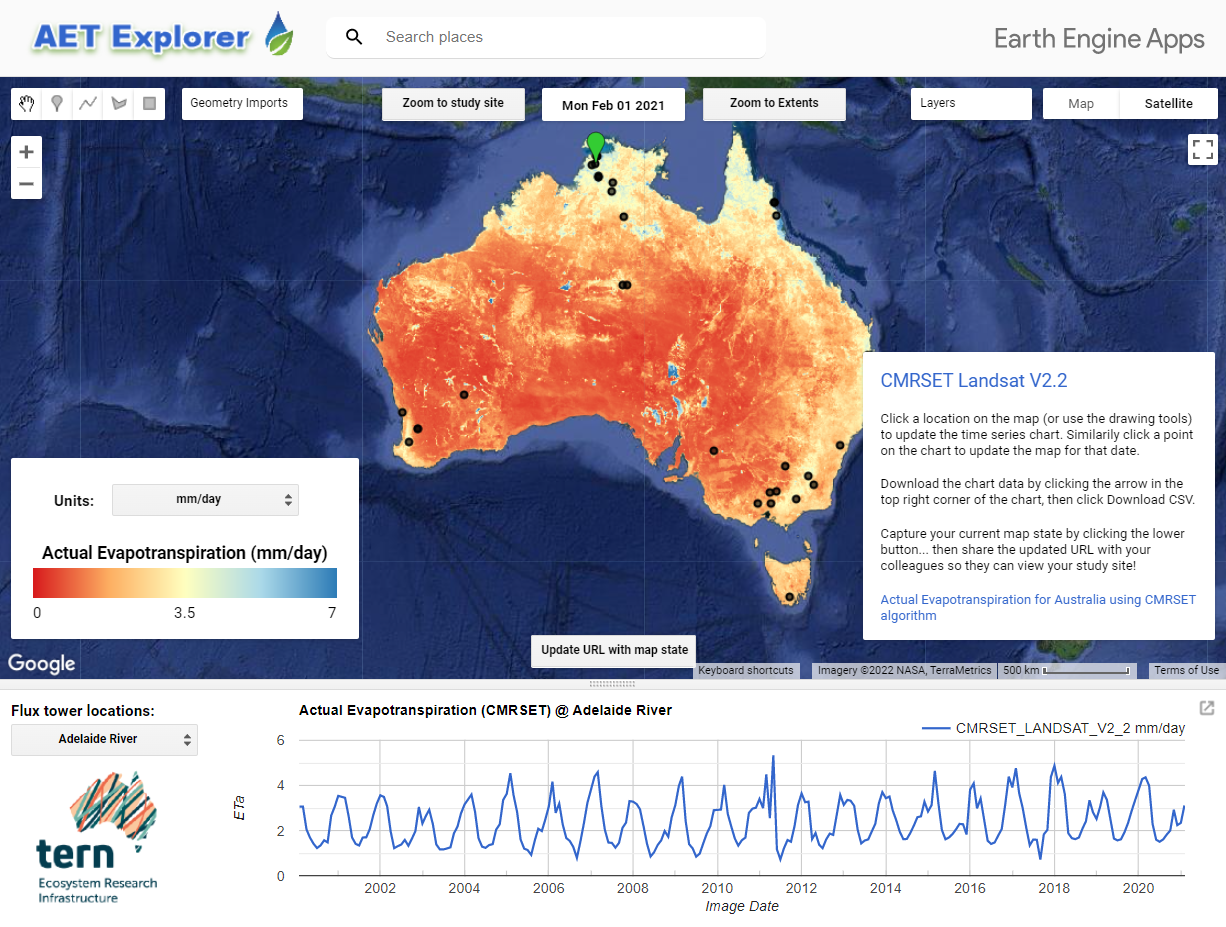 AET Explorer
Search places
Earth Engine Apps
Geometry Imports
Zoom to study site
Mon Feb 01 2021
Zoom to Extents
Layers
Map
Satellite
+
−
CMRSET Landsat V2.2
Click a location on the map (or use the drawing tools)
to update the time series chart. Similarily click a point
on the chart to update the map for that date.
Download the chart data by clicking the arrow in the
top right corner of the chart, then click Download CSV.
Capture your current map state by clicking the lower
button... then share the updated URL with your
colleagues so they can view your study site!
Actual Evapotranspiration for Australia using CMRSET
algorithm
Units:
mm/day
Actual Evapotranspiration (mm/day)
0 3.5 7
Update URL with map state
Google
Keyboard shortcuts
Imagery ©2022 NASA, TerraMetrics
500 km
Terms of Use
Flux tower locations:
Adelaide River
tern
Ecosystem Research
Infrastructure
Actual Evapotranspiration (CMRSET) @ Adelaide River
CMRSET_LANDSAT_V2_2 mm/day
6
4
2
0
ETa
2002 2004 2006 2008 2010 2012 2014 2016 2018 2020
Image Date